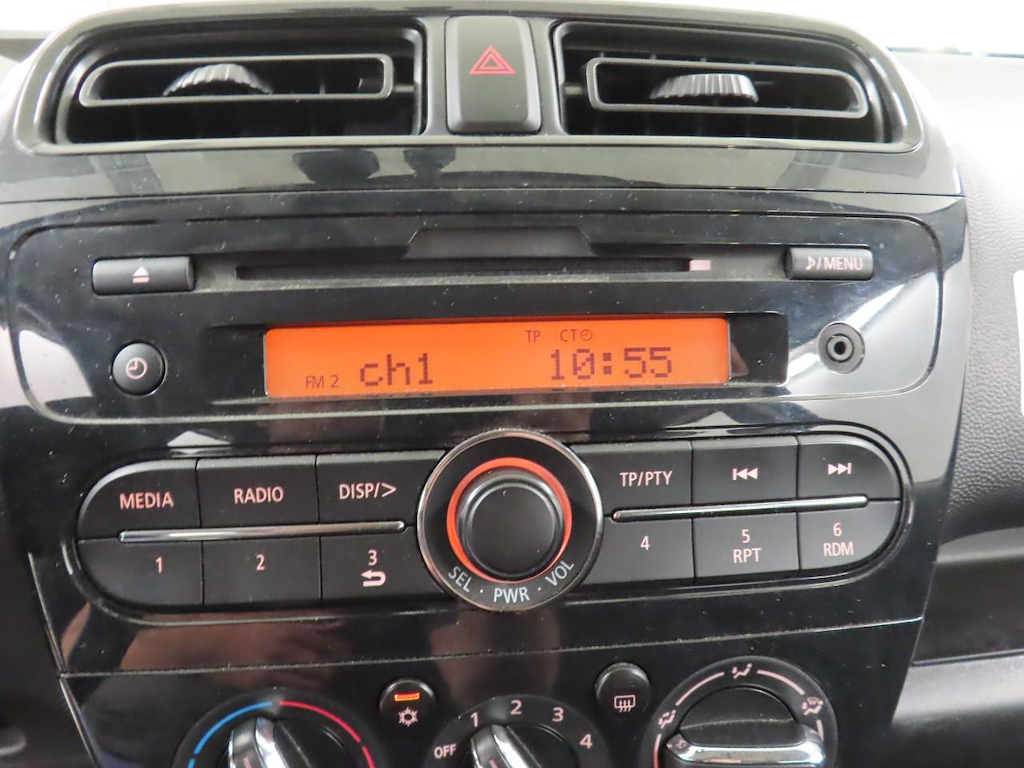 ♪/MENU
TP CT
FM 2 ch1 10:55
MEDIA RADIO DISP/> TP/PTY
1 2 3 4 5 6
RPT RDM
SEL · PWR · VOL
OFF 1 2 3 4